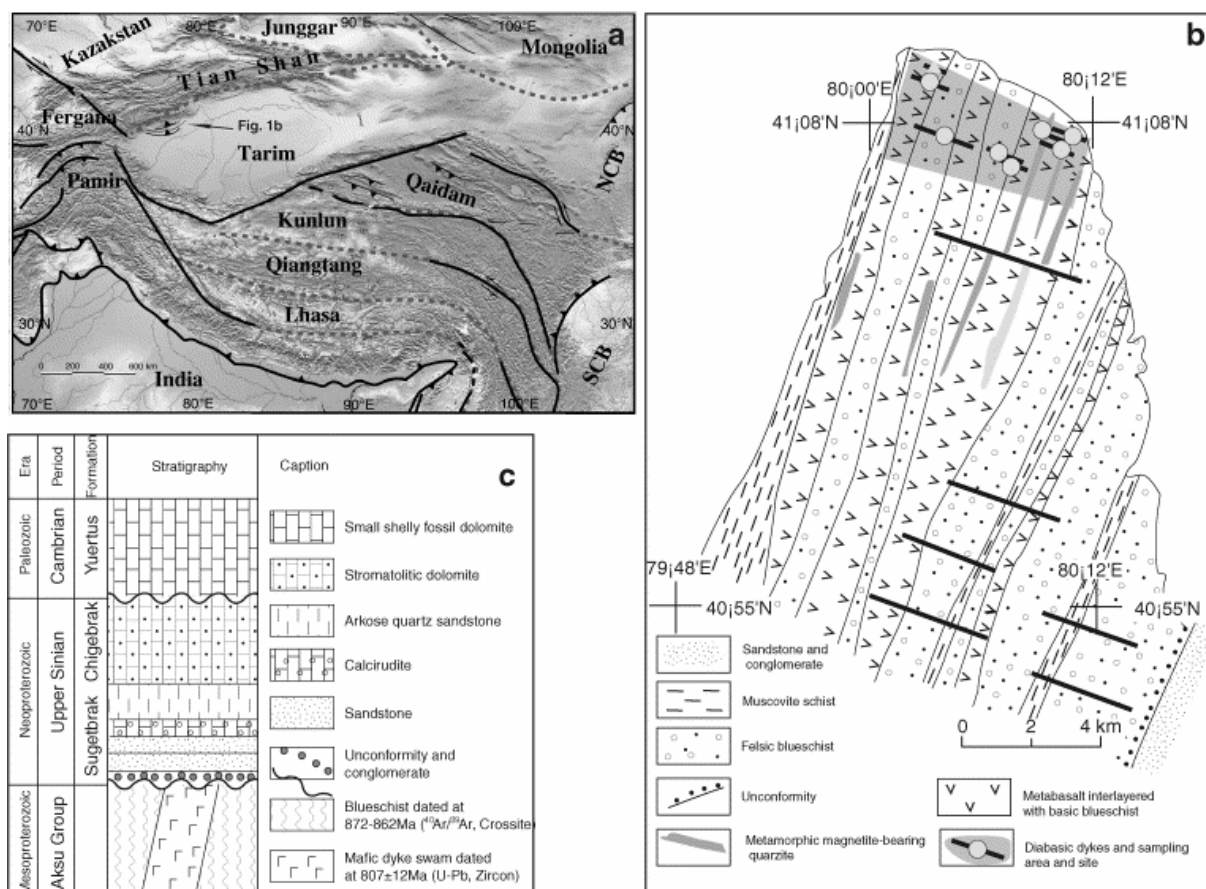 a
70°E
80°E
90°E
100°E
Kazakstan
Junggar
Mongolia
Tian Shan
Fergana
40°N
Fig. 1b
40°N
Tarim
NCB
Pamir
Qaidam
Kunlun
Qiangtang
Lhasa
30°N
30°N
SCB
0 200 400 600 km
India
70°E
80°E
90°E
100°E
b
80¡00'E
80¡12'E
41¡08'N
41¡08'N
79¡48'E
80¡12'E
40¡55'N
40¡55'N
Sandstone and
conglomerate
Muscovite schist
Felsic blueschist
Unconformity
Metamorphic magnetite-bearing
quarzite
0 2 4 km
Metabasalt interlayered
with basic blueschist
Diabasic dykes and sampling
area and site
c
Era
Period
Formation
Stratigraphy
Caption
Paleozoic
Cambrian
Yuertus
Neoproterozoic
Upper Sinian
Chigebrak
Sugetbrak
Mesoproterozoic
Aksu Group
Small shelly fossil dolomite
Stromatolitic dolomite
Arkose quartz sandstone
Calcirudite
Sandstone
Unconformity and
conglomerate
Blueschist dated at
872-862Ma (⁴⁰Ar/³⁹Ar, Crossite)
Mafic dyke swam dated
at 807±12Ma (U-Pb, Zircon)